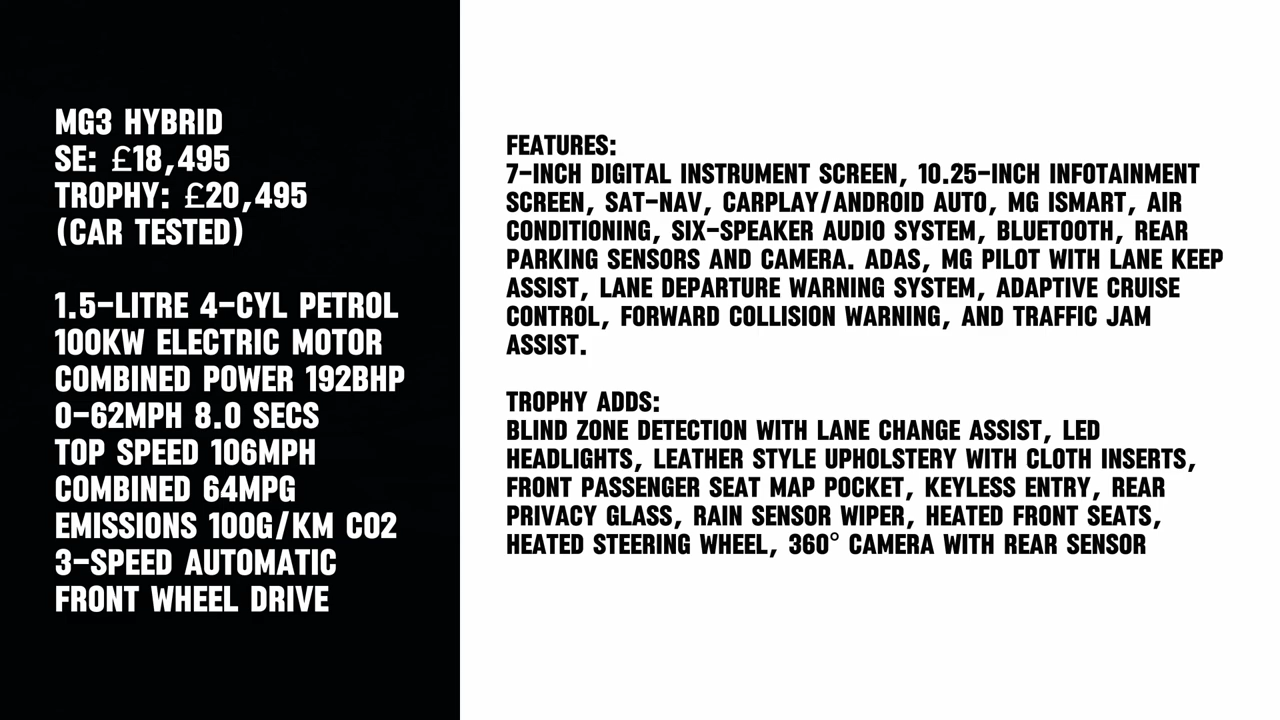 MG3 HYBRID
SE: £18,495
TROPHY: £20,495
(CAR TESTED)
1.5-LITRE 4-CYL PETROL
100KW ELECTRIC MOTOR
COMBINED POWER 192BHP
0-62MPH 8.0 SECS
TOP SPEED 106MPH
COMBINED 64MPG
EMISSIONS 100G/KM CO2
3-SPEED AUTOMATIC
FRONT WHEEL DRIVE
FEATURES:
7-INCH DIGITAL INSTRUMENT SCREEN, 10.25-INCH INFOTAINMENT
SCREEN, SAT-NAV, CARPLAY/ANDROID AUTO, MG ISMART, AIR
CONDITIONING, SIX-SPEAKER AUDIO SYSTEM, BLUETOOTH, REAR
PARKING SENSORS AND CAMERA. ADAS, MG PILOT WITH LANE KEEP
ASSIST, LANE DEPARTURE WARNING SYSTEM, ADAPTIVE CRUISE
CONTROL, FORWARD COLLISION WARNING, AND TRAFFIC JAM
ASSIST.
TROPHY ADDS:
BLIND ZONE DETECTION WITH LANE CHANGE ASSIST, LED
HEADLIGHTS, LEATHER STYLE UPHOLSTERY WITH CLOTH INSERTS,
FRONT PASSENGER SEAT MAP POCKET, KEYLESS ENTRY, REAR
PRIVACY GLASS, RAIN SENSOR WIPER, HEATED FRONT SEATS,
HEATED STEERING WHEEL, 360° CAMERA WITH REAR SENSOR